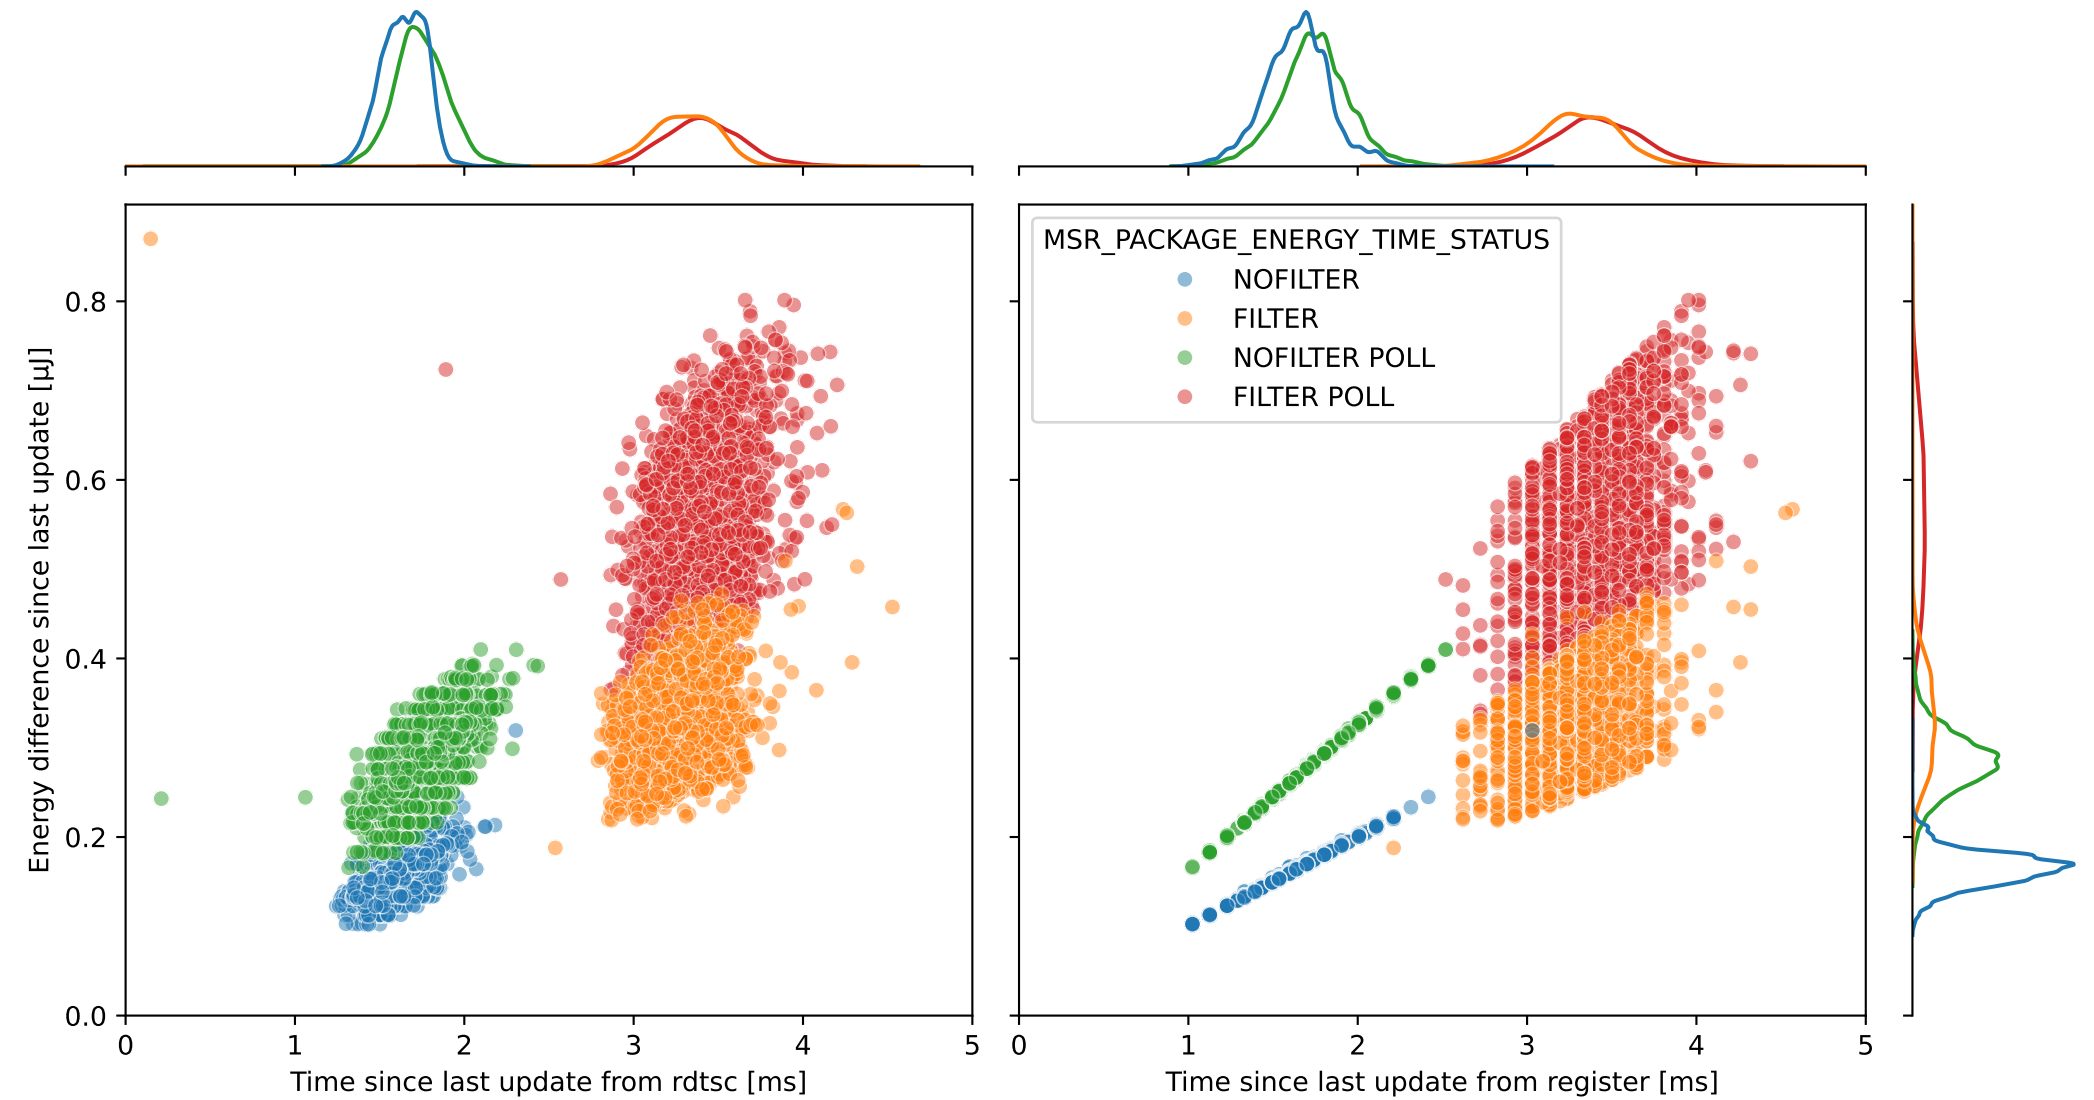 MSR_PACKAGE_ENERGY_TIME_STATUS
NOFILTER
FILTER
NOFILTER POLL
FILTER POLL
Energy difference since last update [µJ]
0.8
0.6
0.4
0.2
0.0
0 1 2 3 4 5
0 1 2 3 4 5
Time since last update from rdtsc [ms]
Time since last update from register [ms]